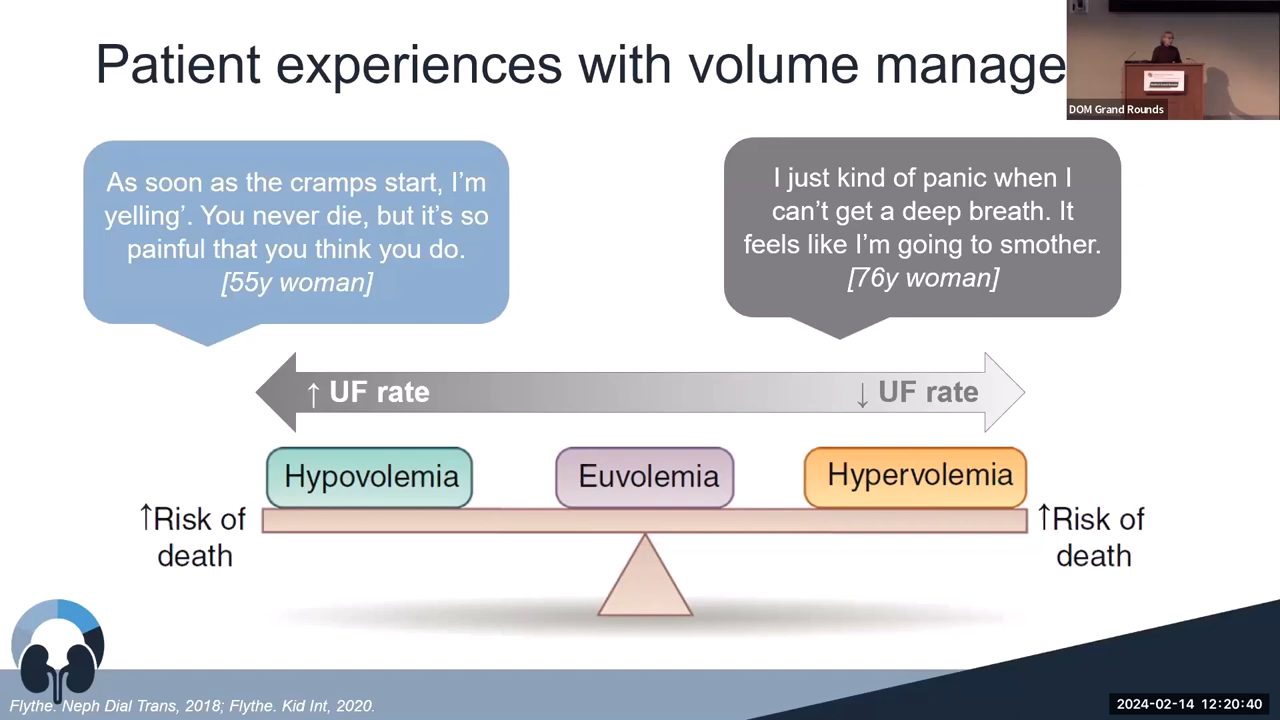 Patient experiences with volume manage
DOM Grand Rounds
As soon as the cramps start, I’m
yelling’. You never die, but it’s so
painful that you think you do.
[55y woman]
I just kind of panic when I
can’t get a deep breath. It
feels like I’m going to smother.
[76y woman]
↑ UF rate
↓ UF rate
Hypovolemia
Euvolemia
Hypervolemia
↑Risk of
death
↑Risk of
death
Flythe. Neph Dial Trans, 2018; Flythe. Kid Int, 2020.
2024-02-14 12:20:40